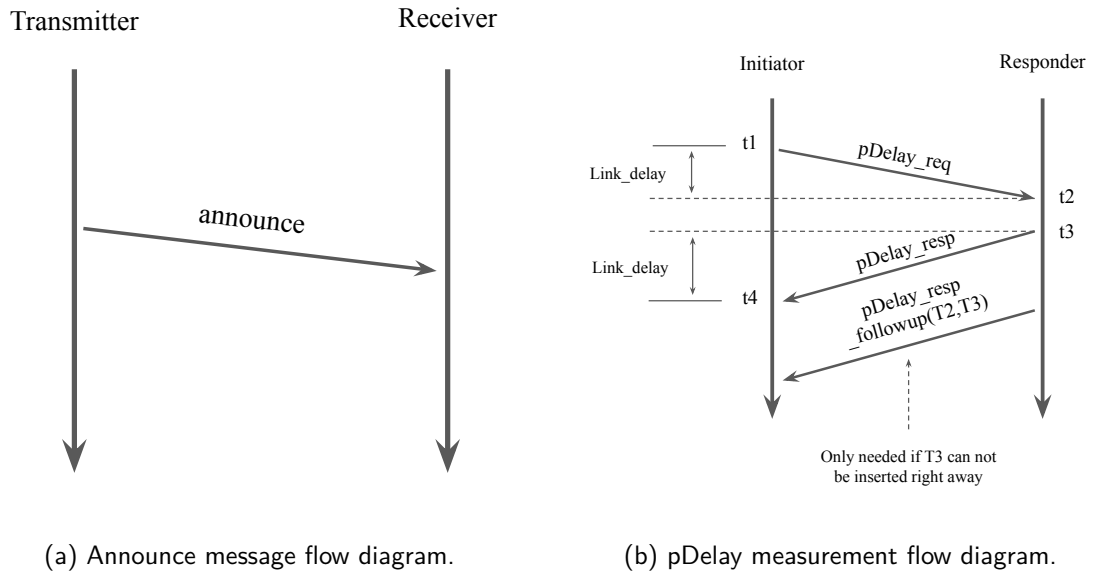 Transmitter
Receiver
announce
(a) Announce message flow diagram.
Initiator
Responder
t1
pDelay_req
Link_delay
t2
t3
pDelay_resp
Link_delay
t4
pDelay_resp
_followup(T2,T3)
Only needed if T3 can not
be inserted right away
(b) pDelay measurement flow diagram.